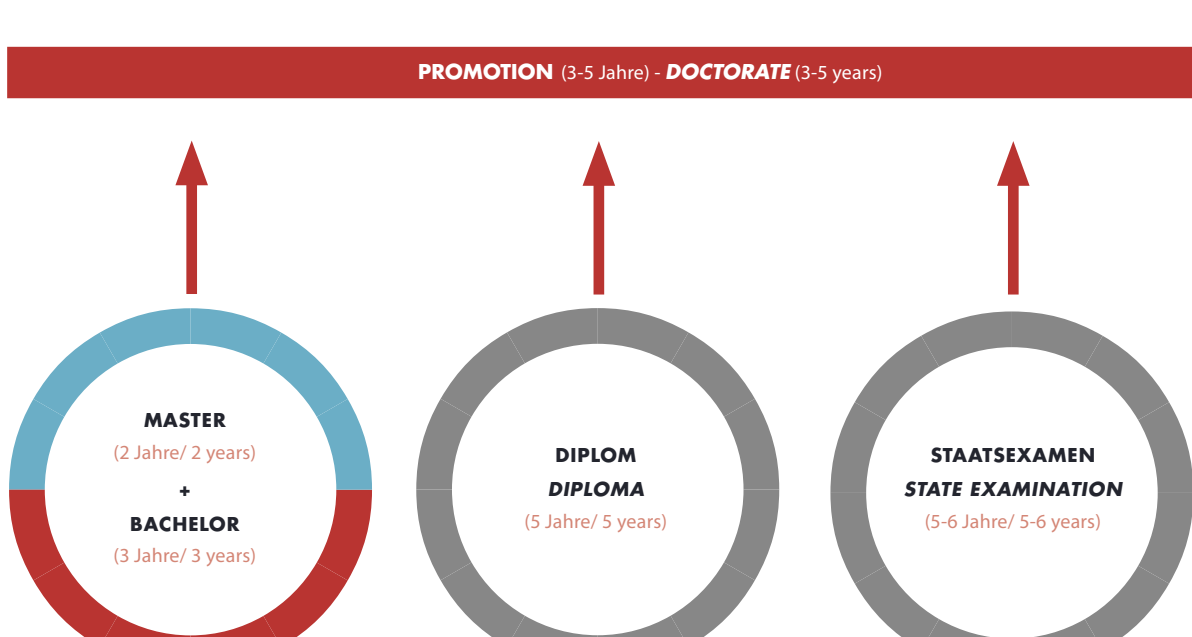 PROMOTION (3-5 Jahre) - DOCTORATE (3-5 years)
MASTER
(2 Jahre/ 2 years)
+
BACHELOR
(3 Jahre/ 3 years)
DIPLOM
DIPLOMA
(5 Jahre/ 5 years)
STAATSEXAMEN
STATE EXAMINATION
(5-6 Jahre/ 5-6 years)